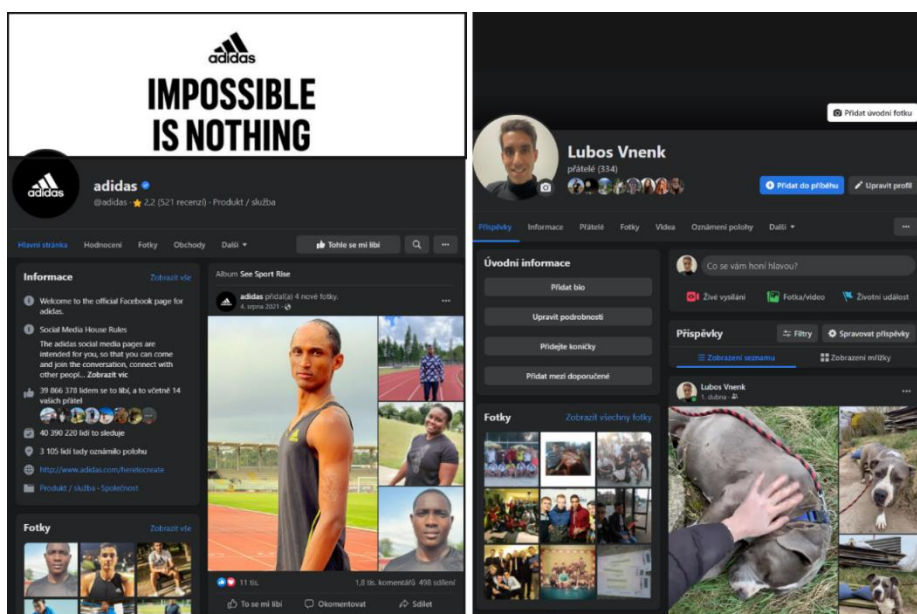 adidas
IMPOSSIBLE
IS NOTHING
adidas
adidas
@adidas · 2,2 (521 recenzí) · Produkt / služba
Hlavní stránka Hodnocení Fotky Obchody Další
Tohle se mi líbí
Informace
Zobrazit vše
Welcome to the official Facebook page for
adidas.
Social Media House Rules
The adidas social media pages are
intended for you, so that you can come
and join the conversation, connect with
other peopl... Zobrazit víc
39 866 378 lidem se to líbí, a to včetně 14
vašich přátel
40 390 220 lidí to sleduje
3 105 lidí tady oznámilo polohu
http://www.adidas.com/heretocreate
Produkt / služba · Společnost
Fotky
Zobrazit vše
Album See Sport Rise
adidas přidal(a) 4 nové fotky.
4. srpna 2021 ·
11 tis.
1,8 tis. komentářů 498 sdílení
To se mi líbí
Okomentovat
Sdílet
Přidat úvodní fotku
Lubos Vnenk
přátelé (334)
Přidat do příběhu
Upravit profil
Příspěvky Informace Přátelé Fotky Videa Oznámení polohy Další
Úvodní informace
Přidat bio
Upravit podrobnosti
Přidejte koníčky
Přidat mezi doporučené
Fotky
Zobrazit všechny fotky
Co se vám honí hlavou?
Živé vysílání
Fotka/video
Životní událost
Příspěvky
Filtry
Spravovat příspěvky
Zobrazení seznamu
Zobrazení mřížky
Lubos Vnenk
1. dubna ·